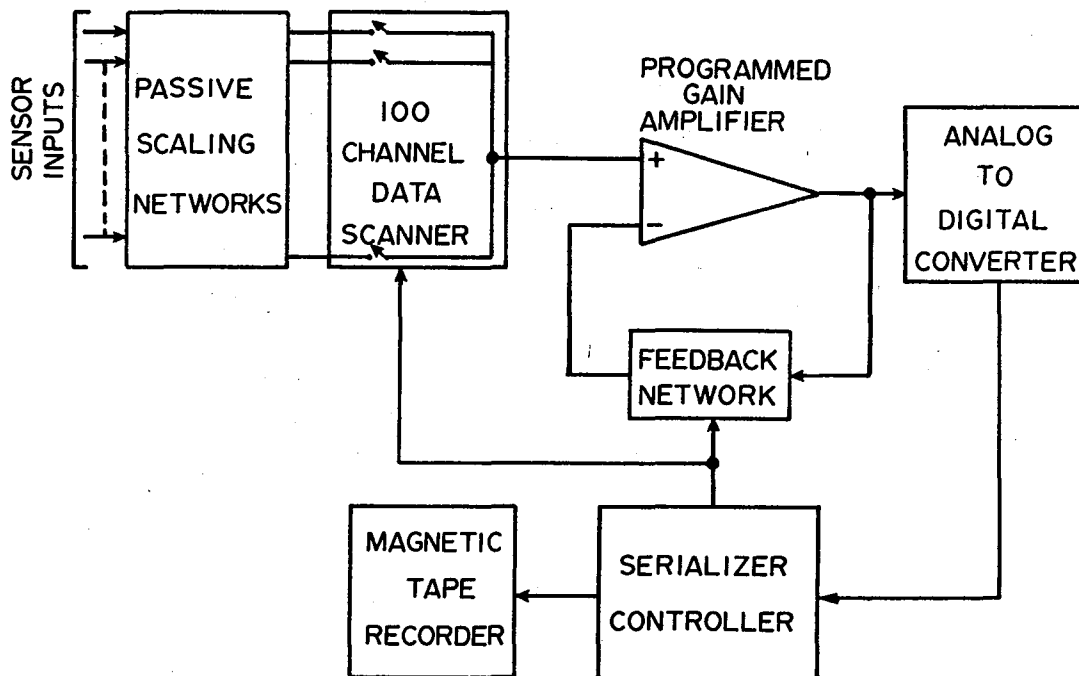 SENSOR
INPUTS
PASSIVE
SCALING
NETWORKS
100
CHANNEL
DATA
SCANNER
PROGRAMMED
GAIN
AMPLIFIER
+
−
ANALOG
TO
DIGITAL
CONVERTER
FEEDBACK
NETWORK
MAGNETIC
TAPE
RECORDER
SERIALIZER
CONTROLLER